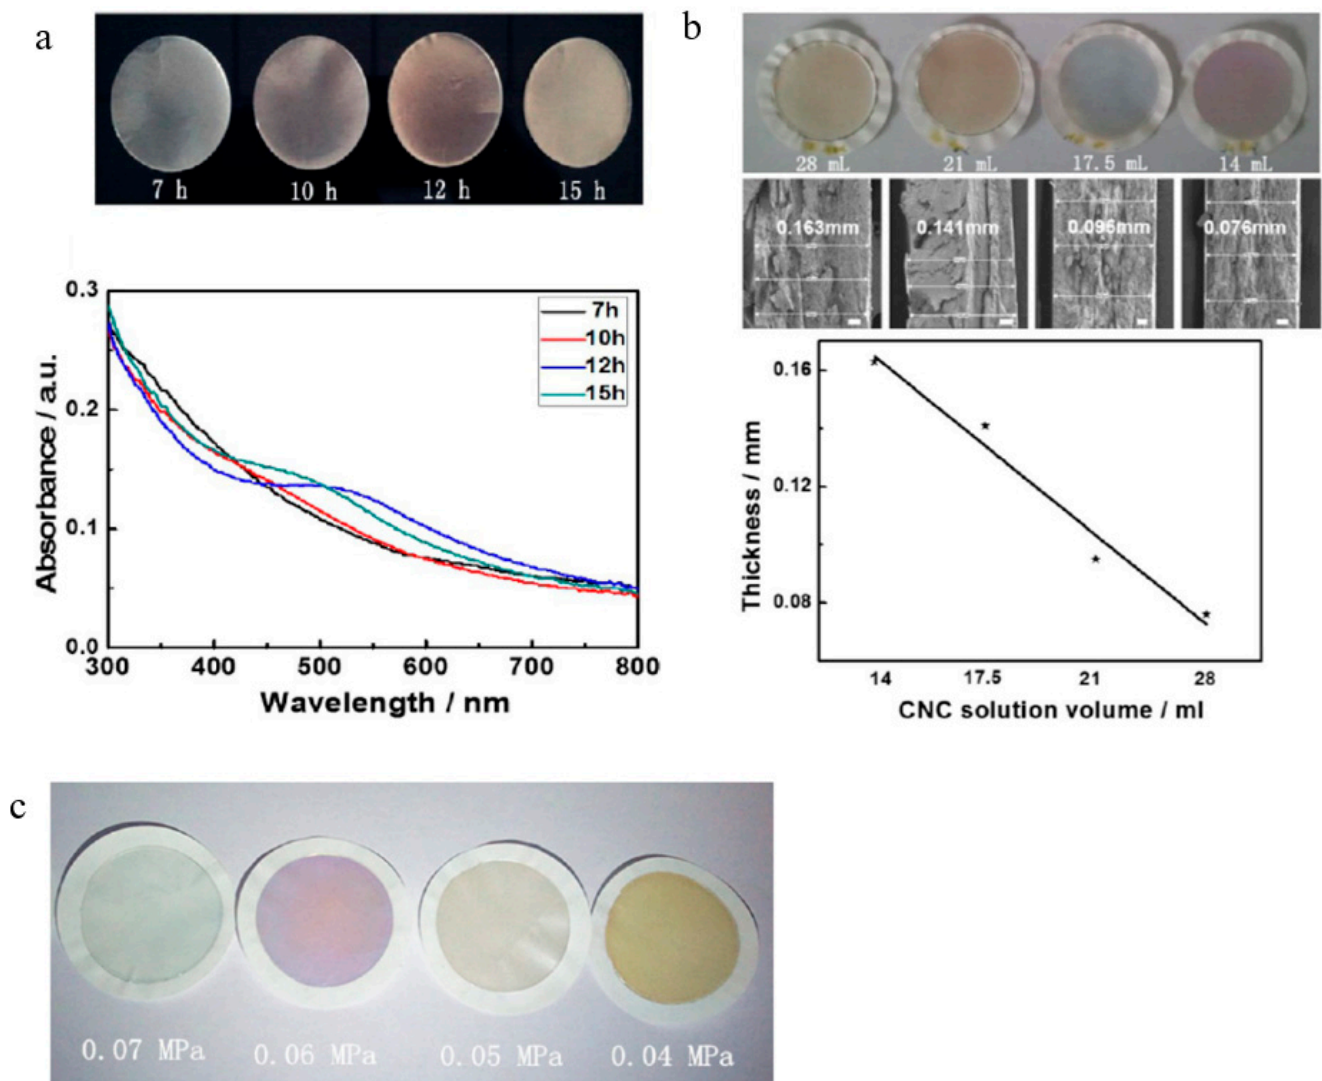 a
7 h 10 h 12 h 15 h
0.3
0.2
0.1
0.0
Absorbance / a.u.
7h
10h
12h
15h
300 400 500 600 700 800
Wavelength / nm
b
28 mL 21 mL 17.5 mL 14 mL
0.163mm 0.141mm 0.095mm 0.076mm
0.16
0.12
0.08
Thickness / mm
14 17.5 21 28
CNC solution volume / ml
c
0.07 MPa 0.06 MPa 0.05 MPa 0.04 MPa